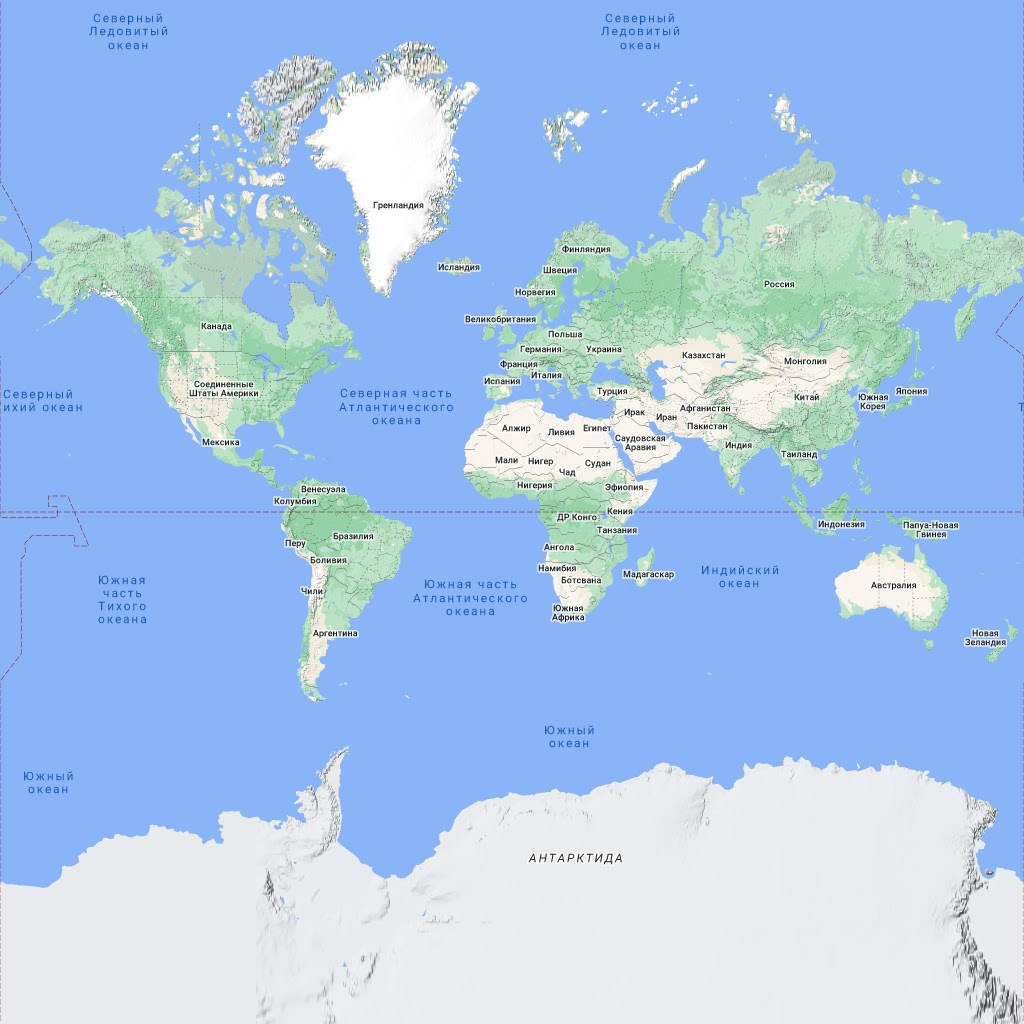 Северный
Ледовитый
океан
Северный
Ледовитый
океан
Гренландия
Исландия
Финляндия
Швеция
Норвегия
Россия
Канада
Великобритания
Польша
Германия
Украина
Франция
Италия
Испания
Казахстан
Монголия
Соединенные
Штаты Америки
Северный
ихий океан
Северная часть
Атлантического
океана
Турция
Китай
Япония
Южная
Корея
Ирак
Иран
Афганистан
Пакистан
Мексика
Алжир
Ливия
Египет
Саудовская
Аравия
Индия
Таиланд
Мали
Нигер
Чад
Судан
Нигерия
Эфиопия
Венесуэла
Колумбия
ДР Конго
Кения
Танзания
Индонезия
Папуа-Новая
Гвинея
Перу
Бразилия
Боливия
Ангола
Намибия
Ботсвана
Мадагаскар
Индийский
океан
Австралия
Южная
часть
Тихого
океана
Чили
Южная часть
Атлантического
океана
Южная
Африка
Аргентина
Новая
Зеландия
Южный
океан
Южный
океан
АНТАРКТИДА